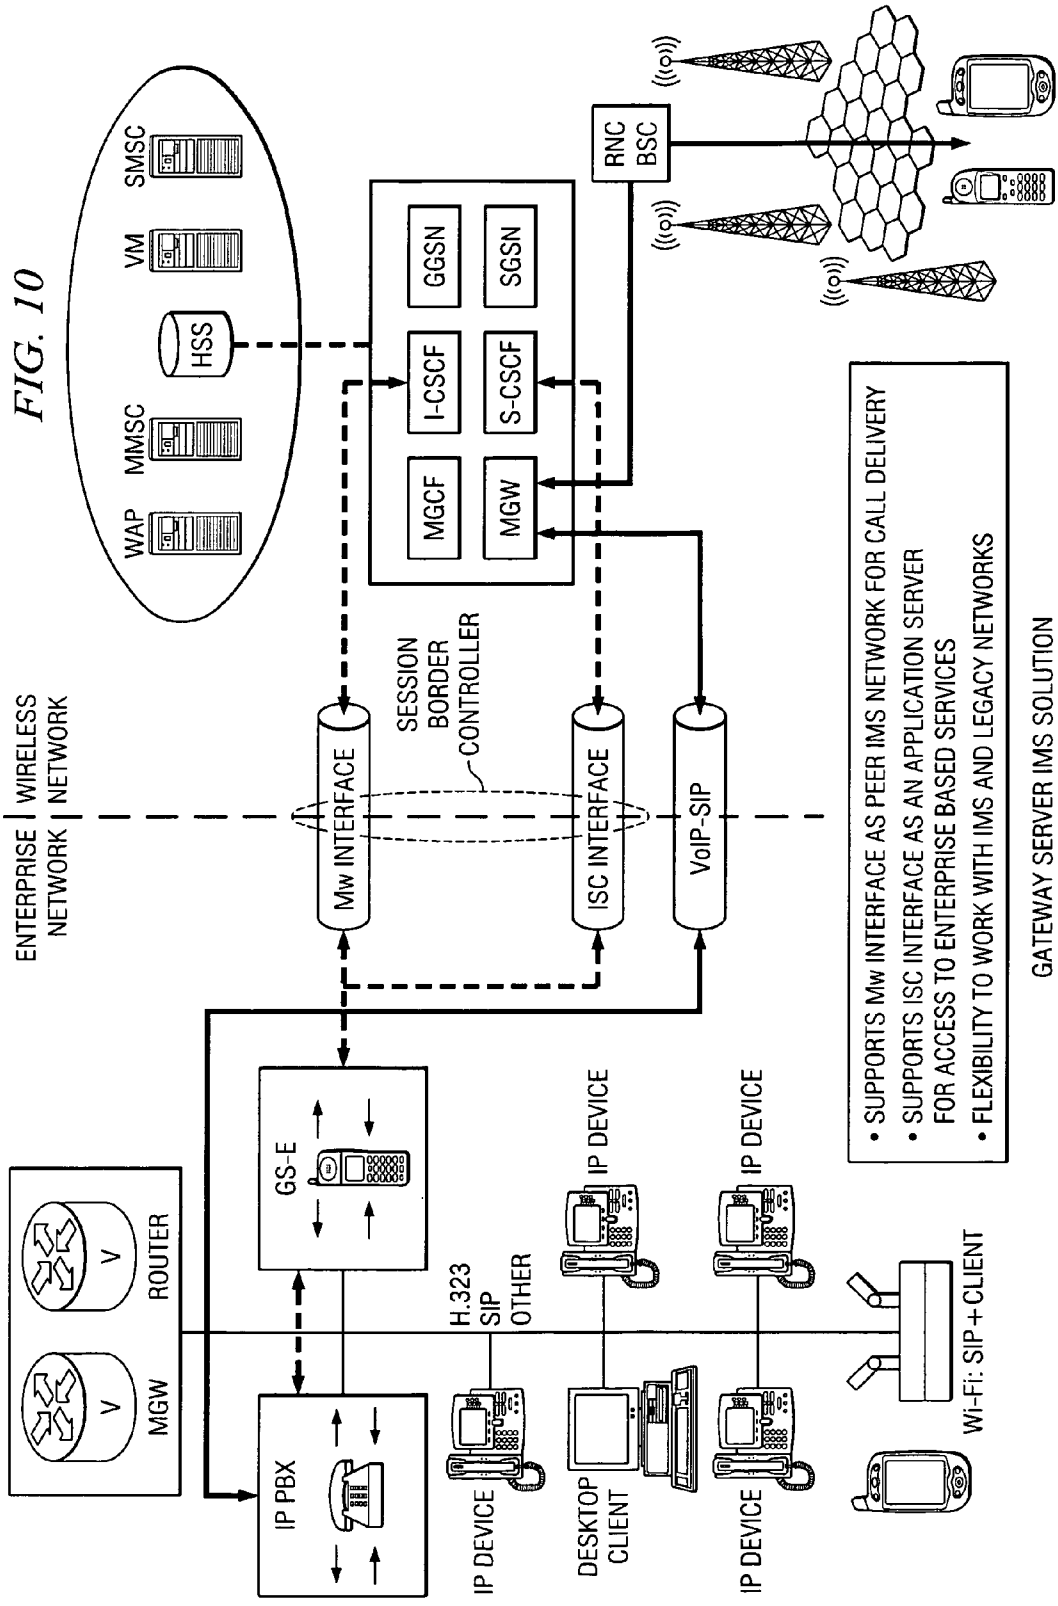 FIG. 10
ENTERPRISE
NETWORK
WIRELESS
NETWORK
MGW
V
ROUTER
V
WAP
MMSC
HSS
VM
SMSC
IP PBX
GS-E
Mw INTERFACE
SESSION
BORDER
CONTROLLER
MGCF
I-CSCF
GGSN
MGW
S-CSCF
SGSN
RNC
BSC
H.323
SIP
OTHER
ISC INTERFACE
VoIP-SIP
IP DEVICE
DESKTOP
CLIENT
IP DEVICE
IP DEVICE
IP DEVICE
Wi-Fi: SIP + CLIENT
• SUPPORTS Mw INTERFACE AS PEER IMS NETWORK FOR CALL DELIVERY
• SUPPORTS ISC INTERFACE AS AN APPLICATION SERVER
FOR ACCESS TO ENTERPRISE BASED SERVICES
• FLEXIBILITY TO WORK WITH IMS AND LEGACY NETWORKS
GATEWAY SERVER IMS SOLUTION